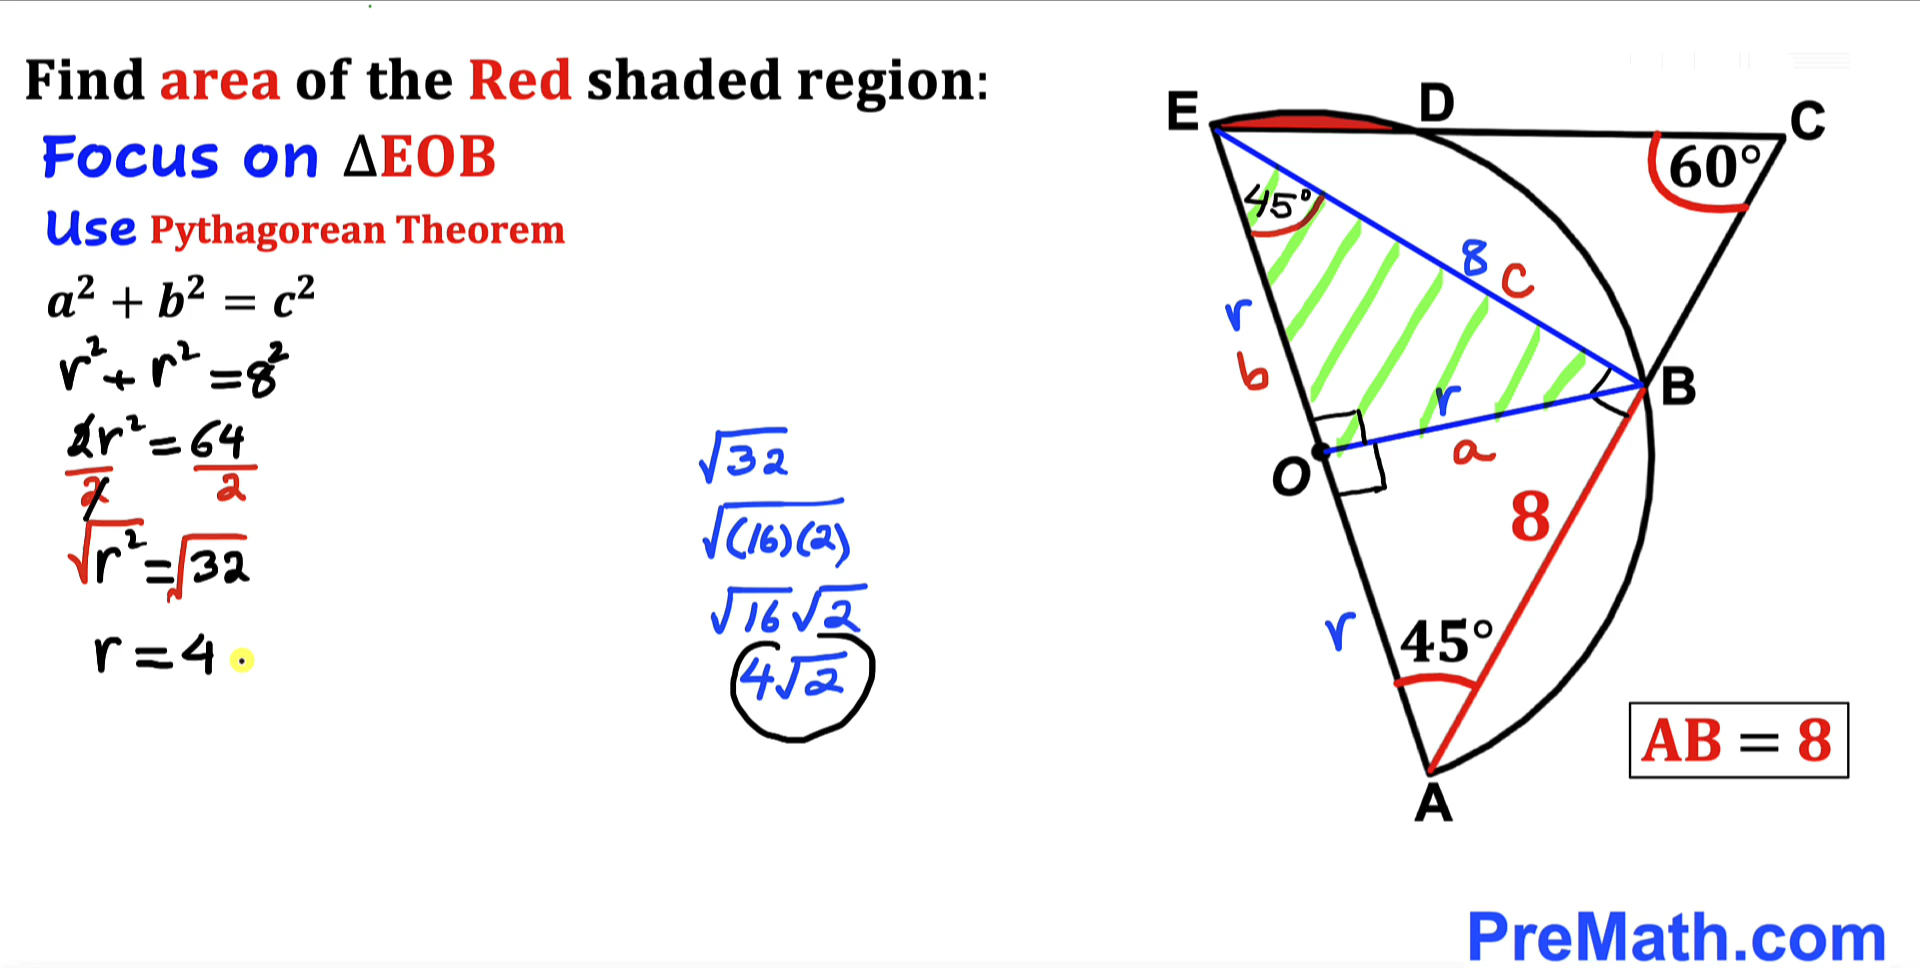 Find area of the Red shaded region:
Focus on ΔEOB
Use Pythagorean Theorem
a² + b² = c²
r² + r² = 8²
2r² = 64
2 2
√r² = √32
r = 4
√32
√(16)(2)
√16 √2
4√2
E
D
C
60°
45°
8 c
r
b
r
a
B
O
8
r
45°
A
AB = 8
PreMath.com